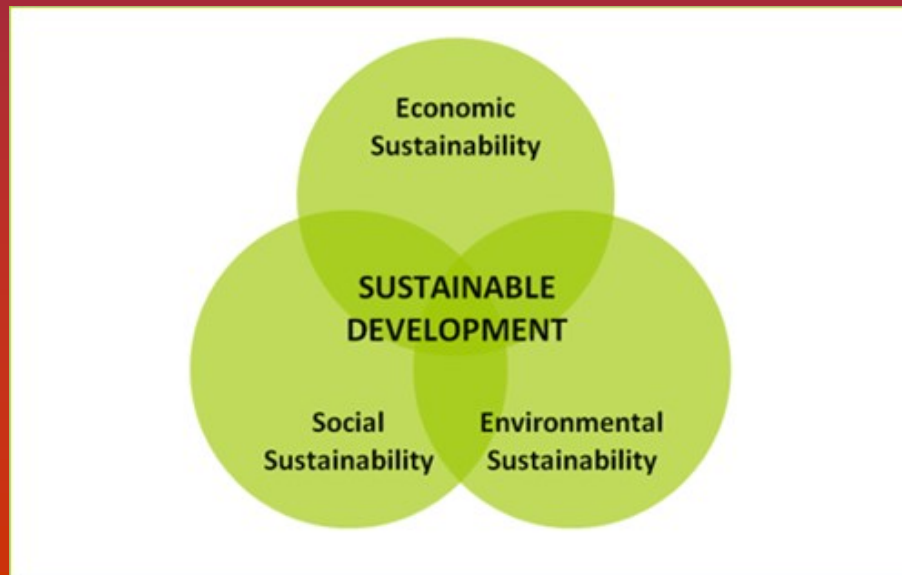 Economic
Sustainability
SUSTAINABLE
DEVELOPMENT
Social
Sustainability
Environmental
Sustainability